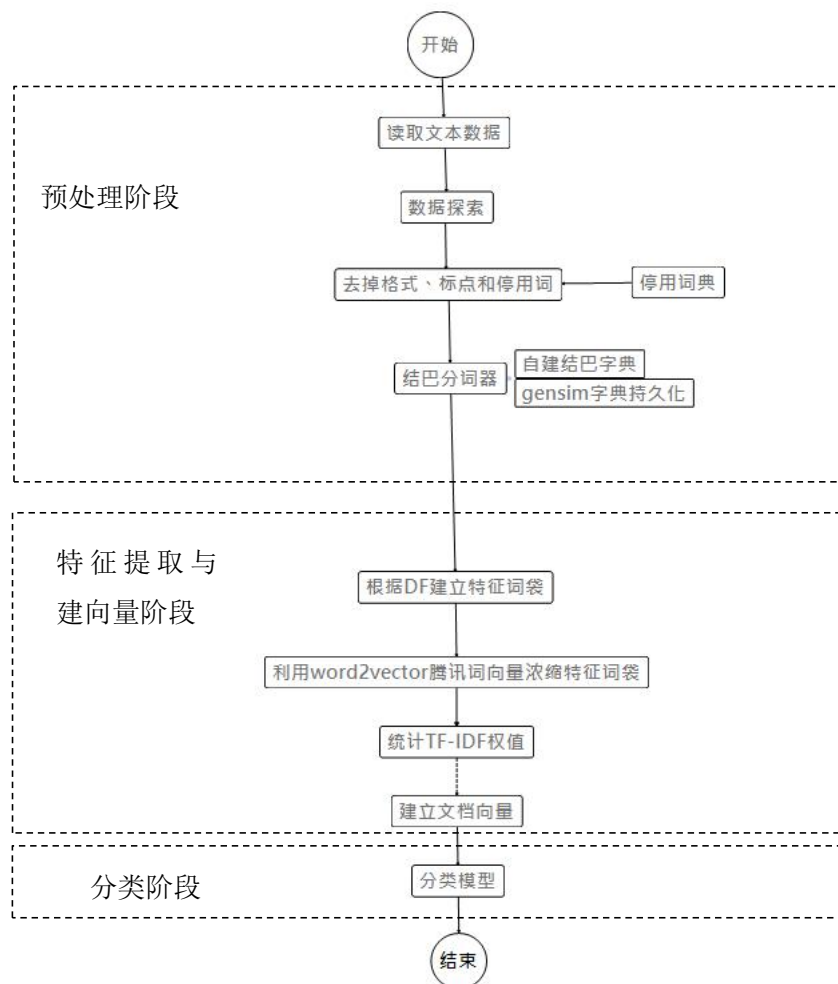 开始
读取文本数据
预处理阶段
数据探索
去掉格式、标点和停用词
停用词典
结巴分词器
自建结巴字典
gensim字典持久化
特征提取与
建向量阶段
根据DF建立特征词袋
利用word2vector腾讯词向量浓缩特征词袋
统计TF-IDF权值
建立文档向量
分类阶段
分类模型
结束